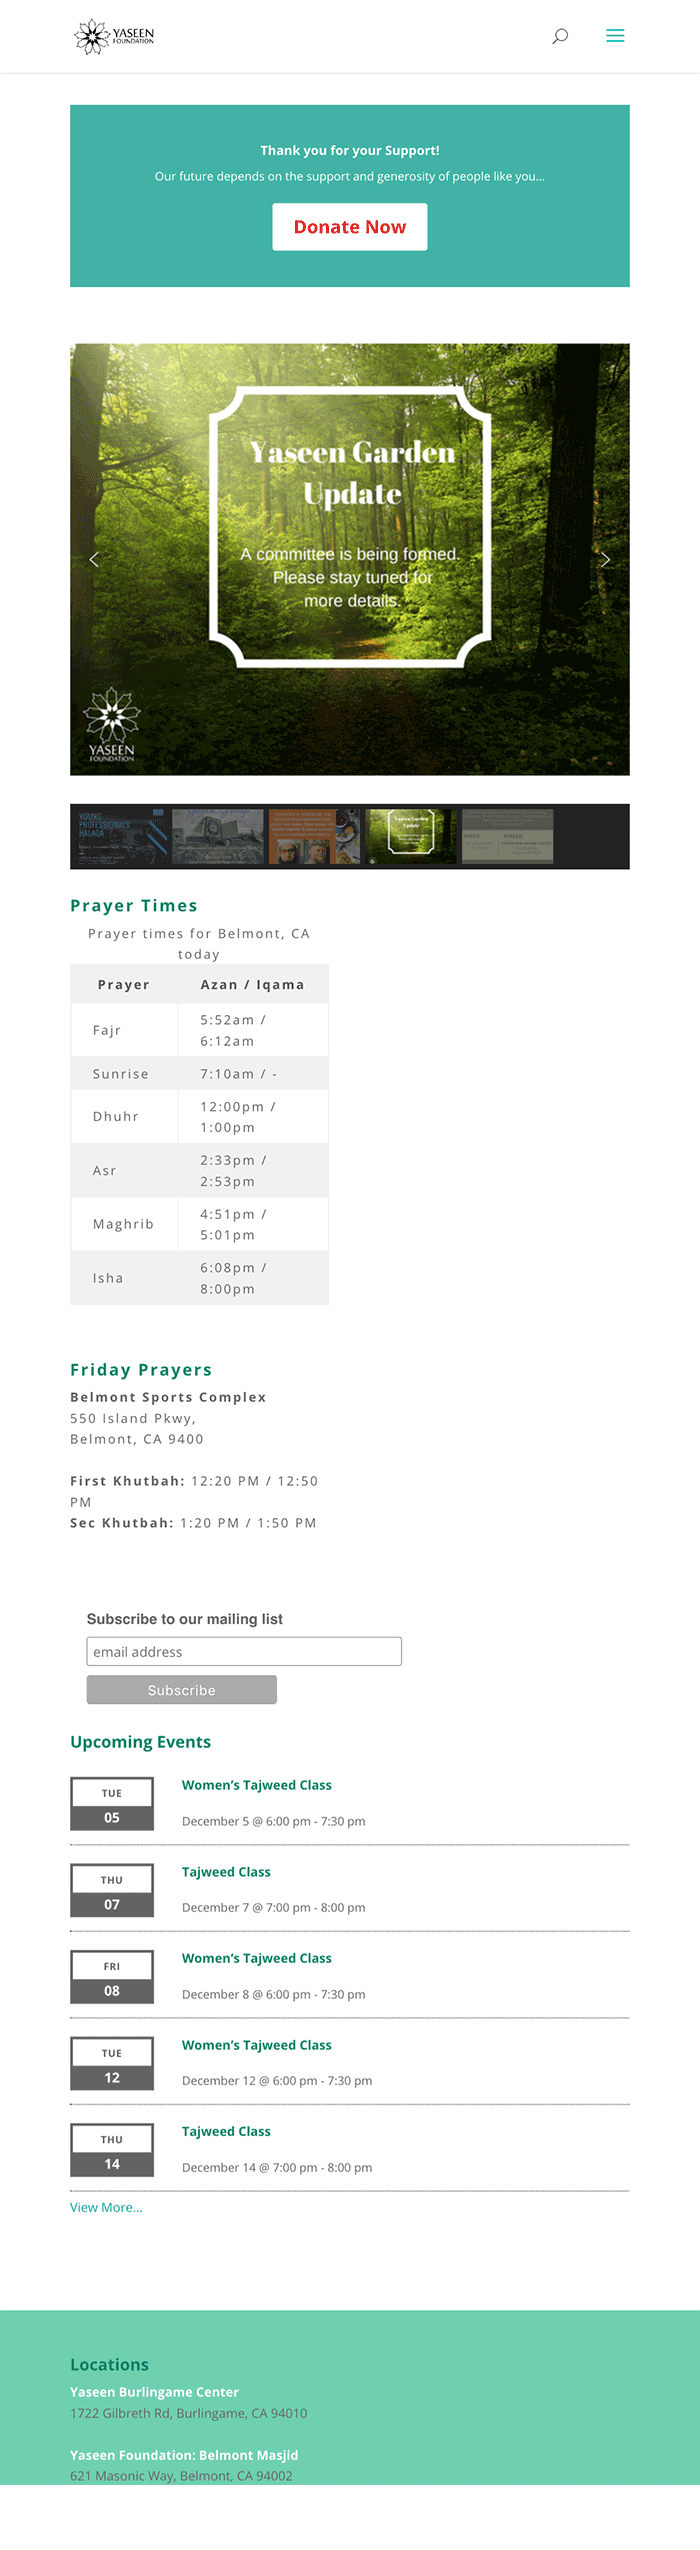 YASEEN
FOUNDATION
Thank you for your Support!
Our future depends on the support and generosity of people like you...
Donate Now
Yaseen Garden
Update
A committee is being formed.
Please stay tuned for
more details.
YASEEN
FOUNDATION
YOUNG
PROFESSIONALS
HALAQA
Yaseen Garden
Update
Prayer Times
Prayer times for Belmont, CA
today
Prayer Azan / Iqama
Fajr 5:52am /
6:12am
Sunrise 7:10am / -
Dhuhr 12:00pm /
1:00pm
Asr 2:33pm /
2:53pm
Maghrib 4:51pm /
5:01pm
Isha 6:08pm /
8:00pm
Friday Prayers
Belmont Sports Complex
550 Island Pkwy,
Belmont, CA 9400
First Khutbah: 12:20 PM / 12:50
PM
Sec Khutbah: 1:20 PM / 1:50 PM
Subscribe to our mailing list
email address
Subscribe
Upcoming Events
TUE
05
Women’s Tajweed Class
December 5 @ 6:00 pm - 7:30 pm
THU
07
Tajweed Class
December 7 @ 7:00 pm - 8:00 pm
FRI
08
Women’s Tajweed Class
December 8 @ 6:00 pm - 7:30 pm
TUE
12
Women’s Tajweed Class
December 12 @ 6:00 pm - 7:30 pm
THU
14
Tajweed Class
December 14 @ 7:00 pm - 8:00 pm
View More...
Locations
Yaseen Burlingame Center
1722 Gilbreth Rd, Burlingame, CA 94010
Yaseen Foundation: Belmont Masjid
621 Masonic Way, Belmont, CA 94002